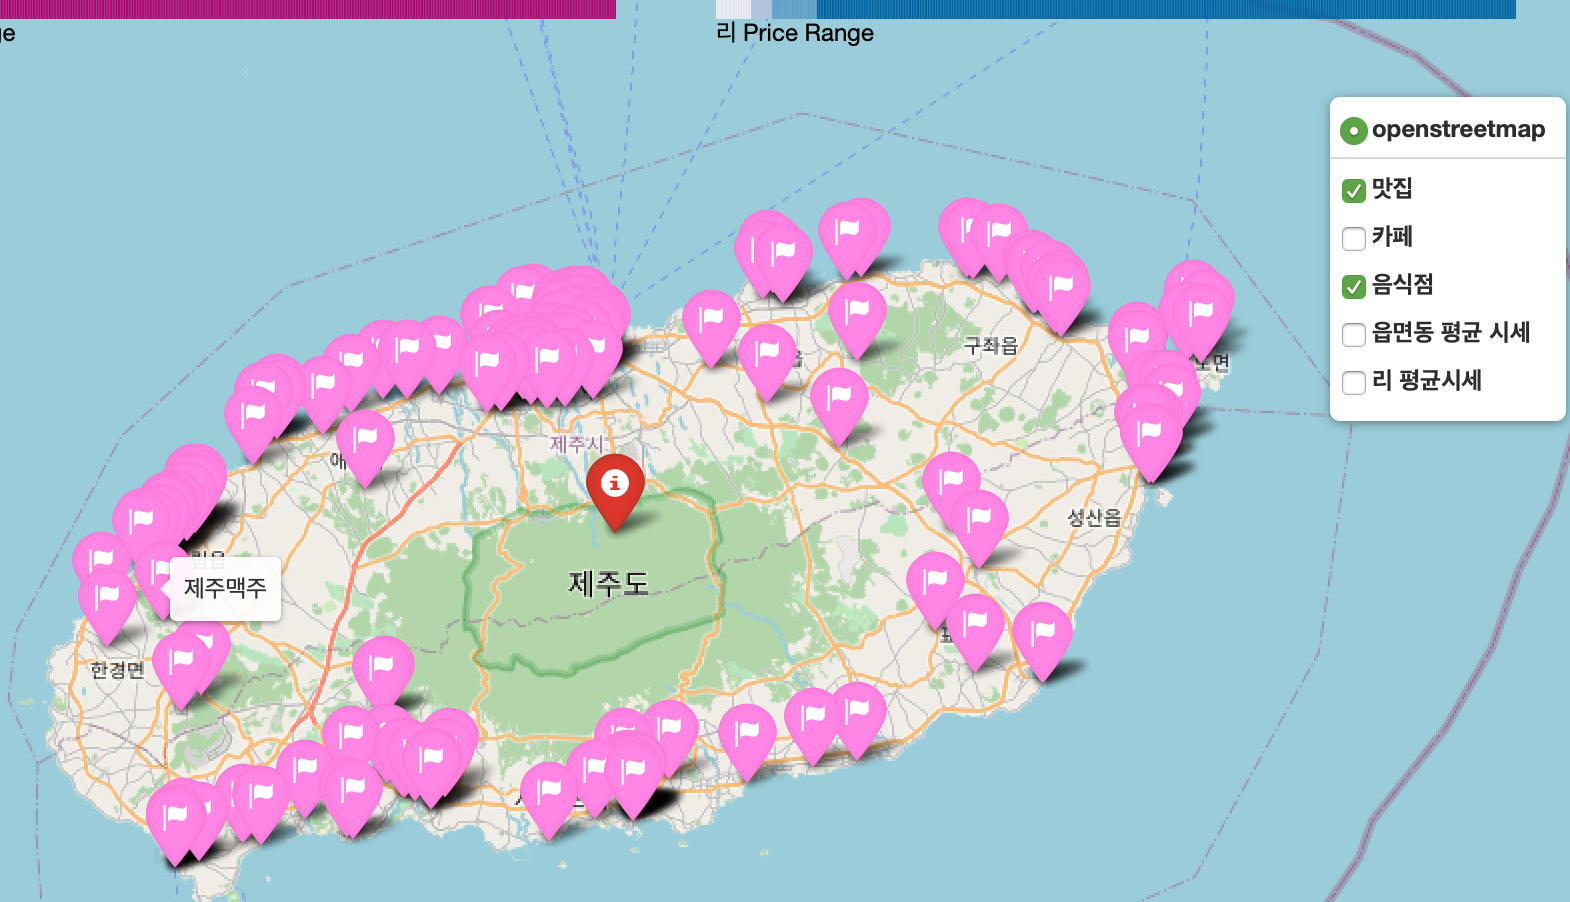 ge
리 Price Range
openstreetmap
맛집
카페
음식점
읍면동 평균 시세
리 평균시세
구좌읍
제주시
성산읍
제주도
제주맥주
한경면